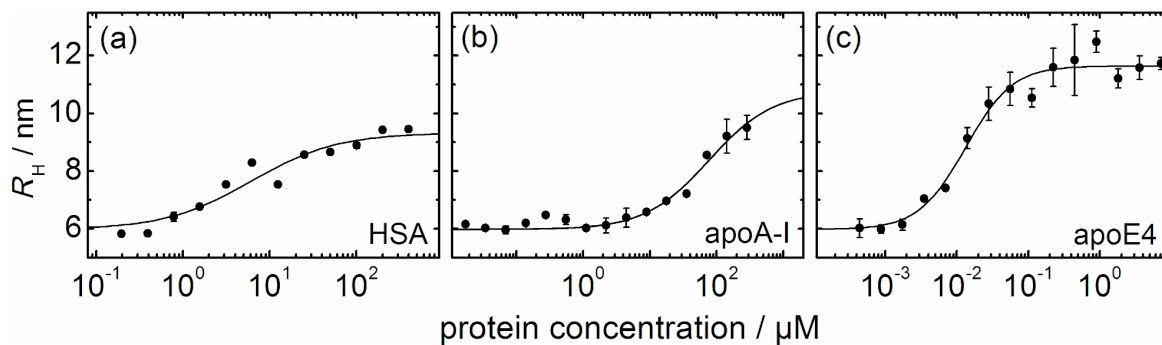 R_H / nm
12
10
8
6
(a)
HSA
10^-1 10^0 10^1 10^2
(b)
apoA-I
10^0 10^2
(c)
apoE4
10^-3 10^-2 10^-1 10^0
protein concentration / µM